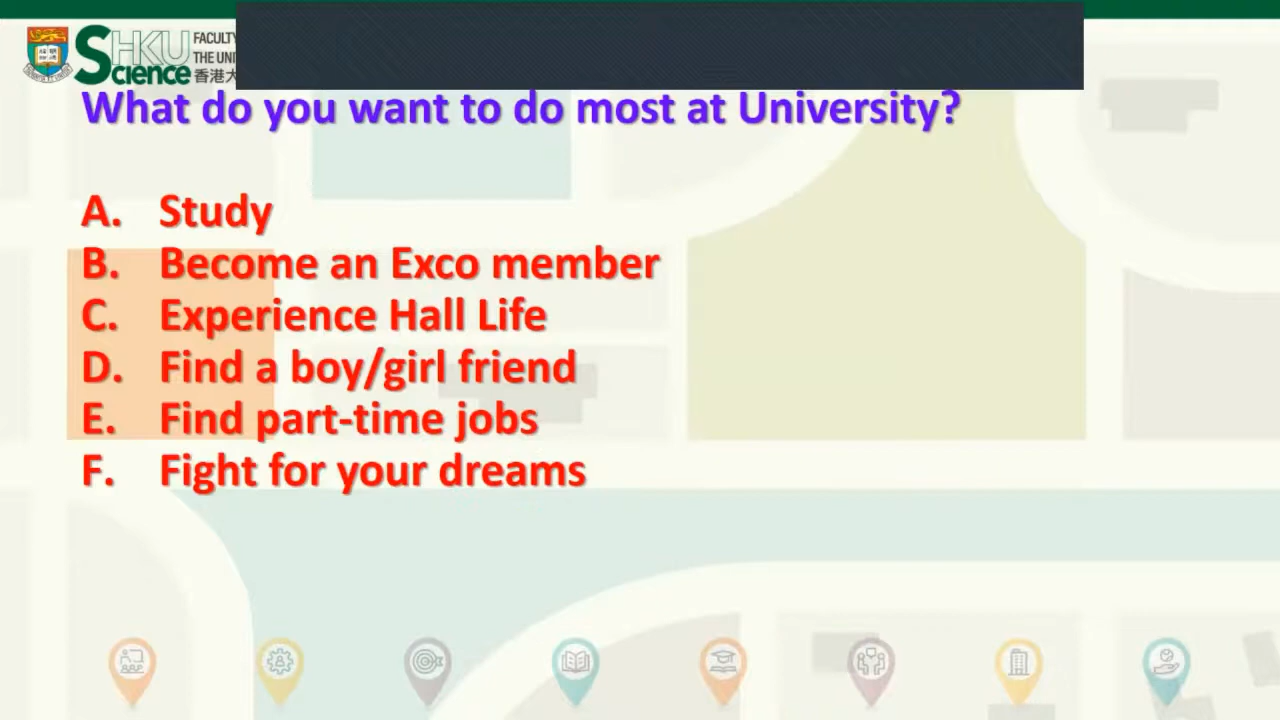 SHKU
Science
FACULTY
THE UNI
香港大
What do you want to do most at University?
A. Study
B. Become an Exco member
C. Experience Hall Life
D. Find a boy/girl friend
E. Find part-time jobs
F. Fight for your dreams